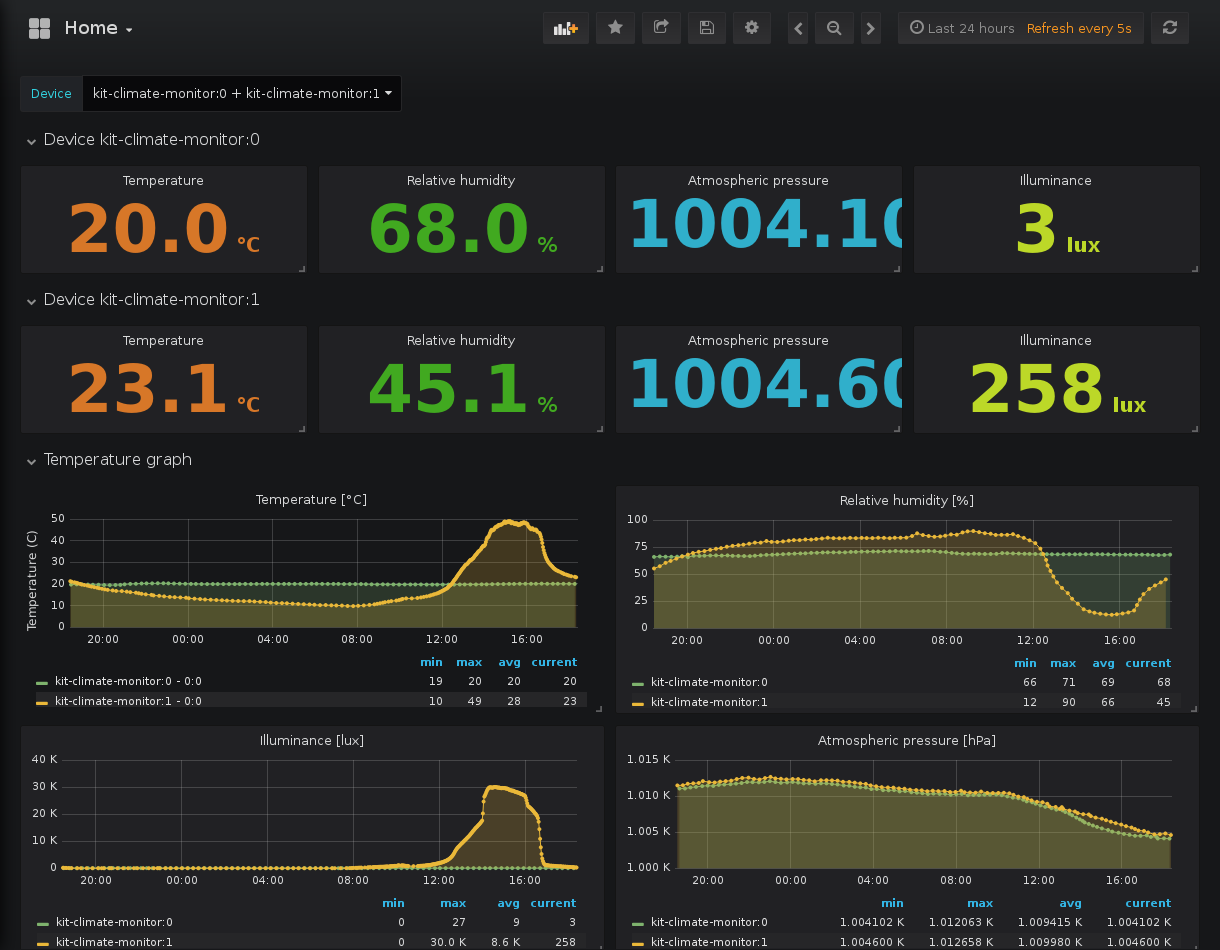 Home
Last 24 hours Refresh every 5s
Device kit-climate-monitor:0 + kit-climate-monitor:1
Device kit-climate-monitor:0
Temperature Relative humidity Atmospheric pressure Illuminance
20.0 °C 68.0 % 1004.10 3 lux
Device kit-climate-monitor:1
Temperature Relative humidity Atmospheric pressure Illuminance
23.1 °C 45.1 % 1004.60 258 lux
Temperature graph
Temperature [°C]
Temperature (C)
50
40
30
20
10
0
20:00 00:00 04:00 08:00 12:00 16:00
min max avg current
kit-climate-monitor:0 - 0:0 19 20 20 20
kit-climate-monitor:1 - 0:0 10 49 28 23
Relative humidity [%]
100
75
50
25
0
20:00 00:00 04:00 08:00 12:00 16:00
min max avg current
kit-climate-monitor:0 66 71 69 68
kit-climate-monitor:1 12 90 66 45
Illuminance [lux]
40 K
30 K
20 K
10 K
0
20:00 00:00 04:00 08:00 12:00 16:00
min max avg current
kit-climate-monitor:0 0 27 9 3
kit-climate-monitor:1 0 30.0 K 8.6 K 258
Atmospheric pressure [hPa]
1.015 K
1.010 K
1.005 K
1.000 K
20:00 00:00 04:00 08:00 12:00 16:00
min max avg current
kit-climate-monitor:0 1.004102 K 1.012063 K 1.009415 K 1.004102 K
kit-climate-monitor:1 1.004600 K 1.012658 K 1.009980 K 1.004600 K